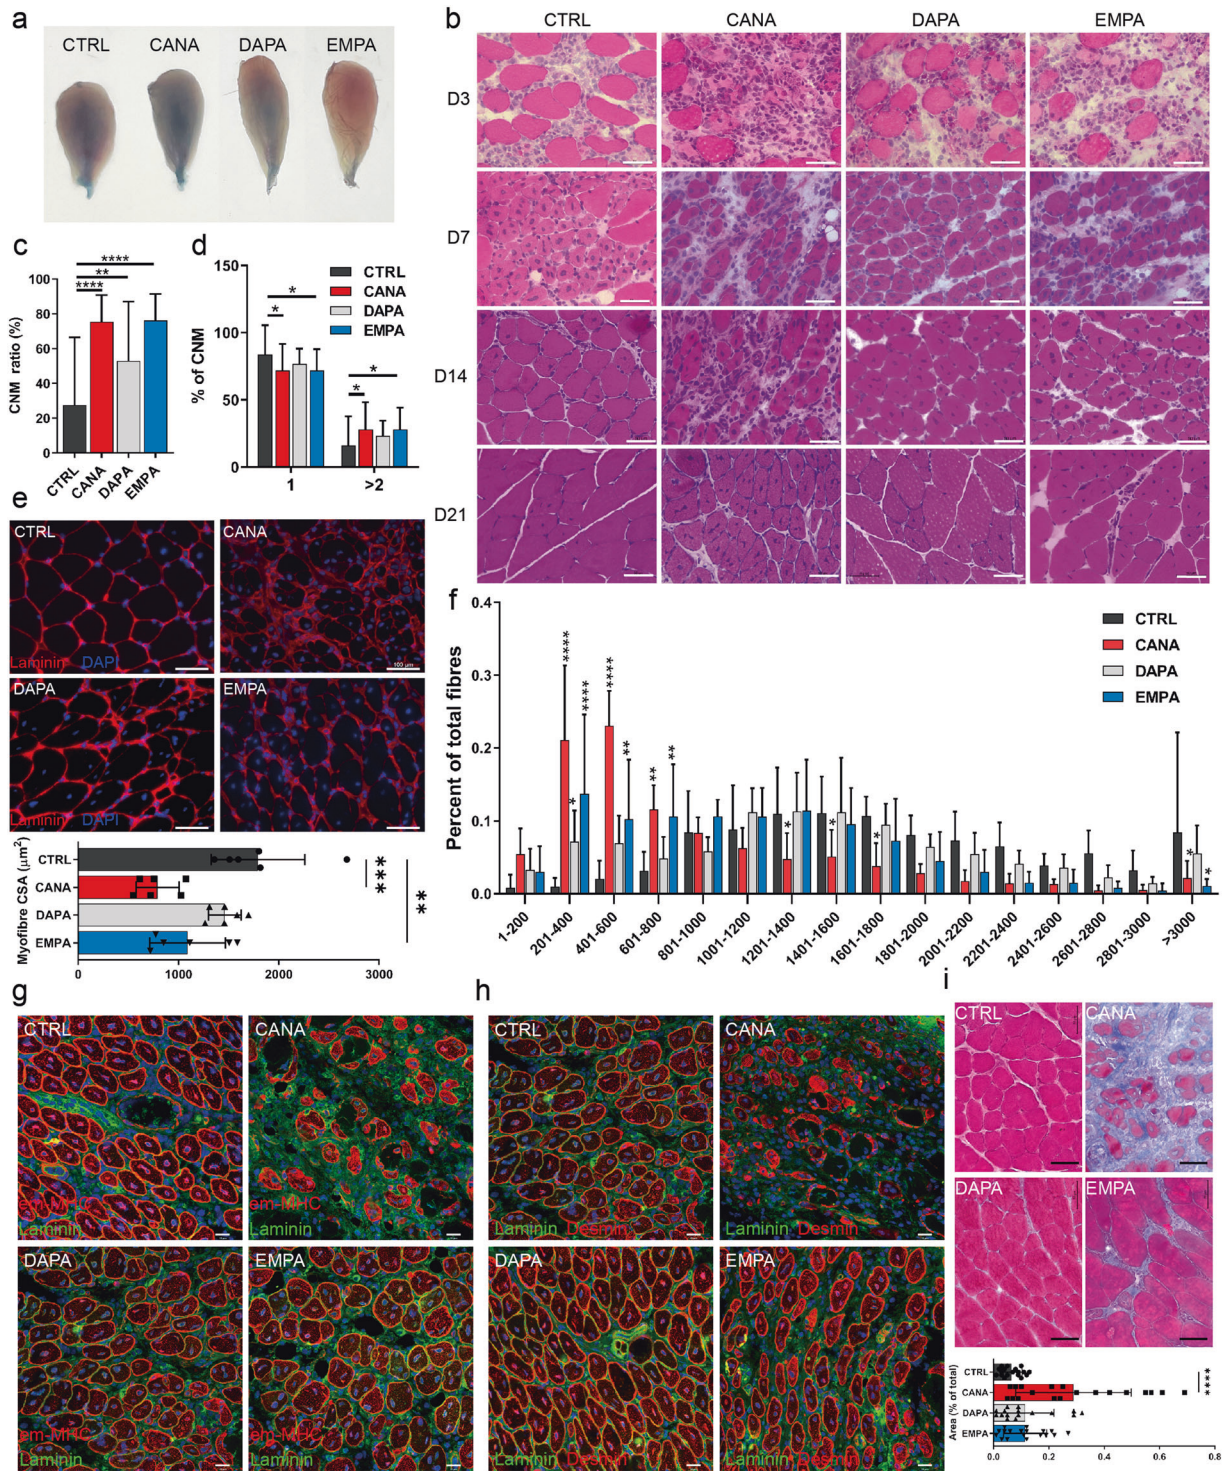 a
CTRL CANA DAPA EMPA
b
CTRL CANA DAPA EMPA
D3
D7
D14
D21
c
CNM ratio (%)
100
80
60
40
20
0
****
**
****
CTRL CANA DAPA EMPA
d
% of CNM
150
100
50
0
CTRL
CANA
DAPA
EMPA
*
*
*
*
1 >2
e
CTRL CANA
Laminin DAPI
100 μm
DAPA EMPA
Laminin DAPI
Myofibre CSA (μm²)
CTRL
CANA
DAPA
EMPA
***
**
0 1000 2000 3000
f
Percent of total fibres
0.4
0.3
0.2
0.1
0.0
CTRL
CANA
DAPA
EMPA
**** * ****
**** **
** **
*
*
*
* *
1-200 201-400 401-600 601-800 801-1000 1001-1200 1201-1400 1401-1600 1601-1800 1801-2000 2001-2200 2201-2400 2401-2600 2601-2800 2801-3000 >3000
g
CTRL CANA
em-MHC em-MHC
Laminin Laminin
DAPA EMPA
em-MHC em-MHC
Laminin Laminin
h
CTRL CANA
Laminin Desmin Laminin Desmin
DAPA EMPA
Laminin Desmin Laminin Desmin
i
CTRL CANA
DAPA EMPA
Area (% of total)
CTRL
CANA
DAPA
EMPA
****
0.0 0.2 0.4 0.6 0.8